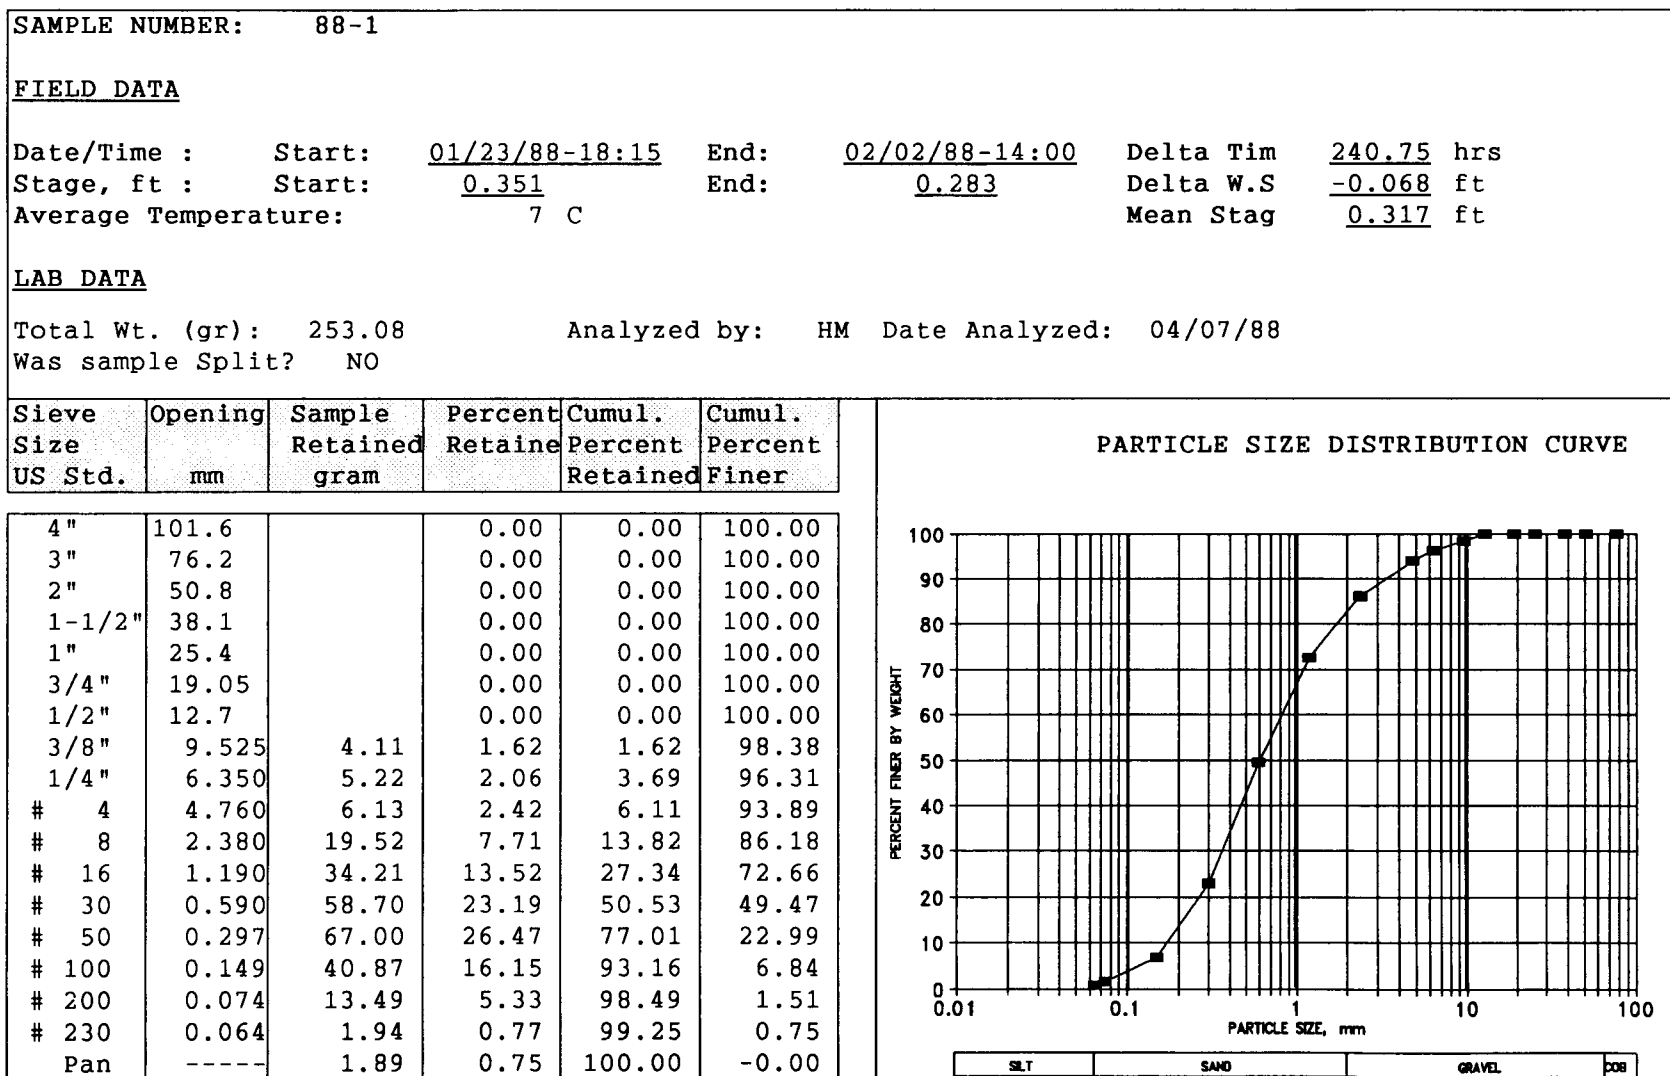 SAMPLE NUMBER: 88-1
FIELD DATA
Date/Time : Start: 01/23/88-18:15 End: 02/02/88-14:00 Delta Tim 240.75 hrs
Stage, ft : Start: 0.351 End: 0.283 Delta W.S -0.068 ft
Average Temperature: 7 C Mean Stag 0.317 ft
LAB DATA
Total Wt. (gr): 253.08 Analyzed by: HM Date Analyzed: 04/07/88
Was sample Split? NO
Sieve Opening Sample Percent Cumul. Cumul.
Size Retained Retaine Percent Percent
US Std. mm gram Retained Finer
4" 101.6 0.00 0.00 100.00
3" 76.2 0.00 0.00 100.00
2" 50.8 0.00 0.00 100.00
1-1/2" 38.1 0.00 0.00 100.00
1" 25.4 0.00 0.00 100.00
3/4" 19.05 0.00 0.00 100.00
1/2" 12.7 0.00 0.00 100.00
3/8" 9.525 4.11 1.62 1.62 98.38
1/4" 6.350 5.22 2.06 3.69 96.31
# 4 4.760 6.13 2.42 6.11 93.89
# 8 2.380 19.52 7.71 13.82 86.18
# 16 1.190 34.21 13.52 27.34 72.66
# 30 0.590 58.70 23.19 50.53 49.47
# 50 0.297 67.00 26.47 77.01 22.99
# 100 0.149 40.87 16.15 93.16 6.84
# 200 0.074 13.49 5.33 98.49 1.51
# 230 0.064 1.94 0.77 99.25 0.75
Pan ----- 1.89 0.75 100.00 -0.00
PARTICLE SIZE DISTRIBUTION CURVE
PERCENT FINER BY WEIGHT
100
90
80
70
60
50
40
30
20
10
0
0.01 0.1 1 10 100
PARTICLE SIZE, mm
SILT SAND GRAVEL COB